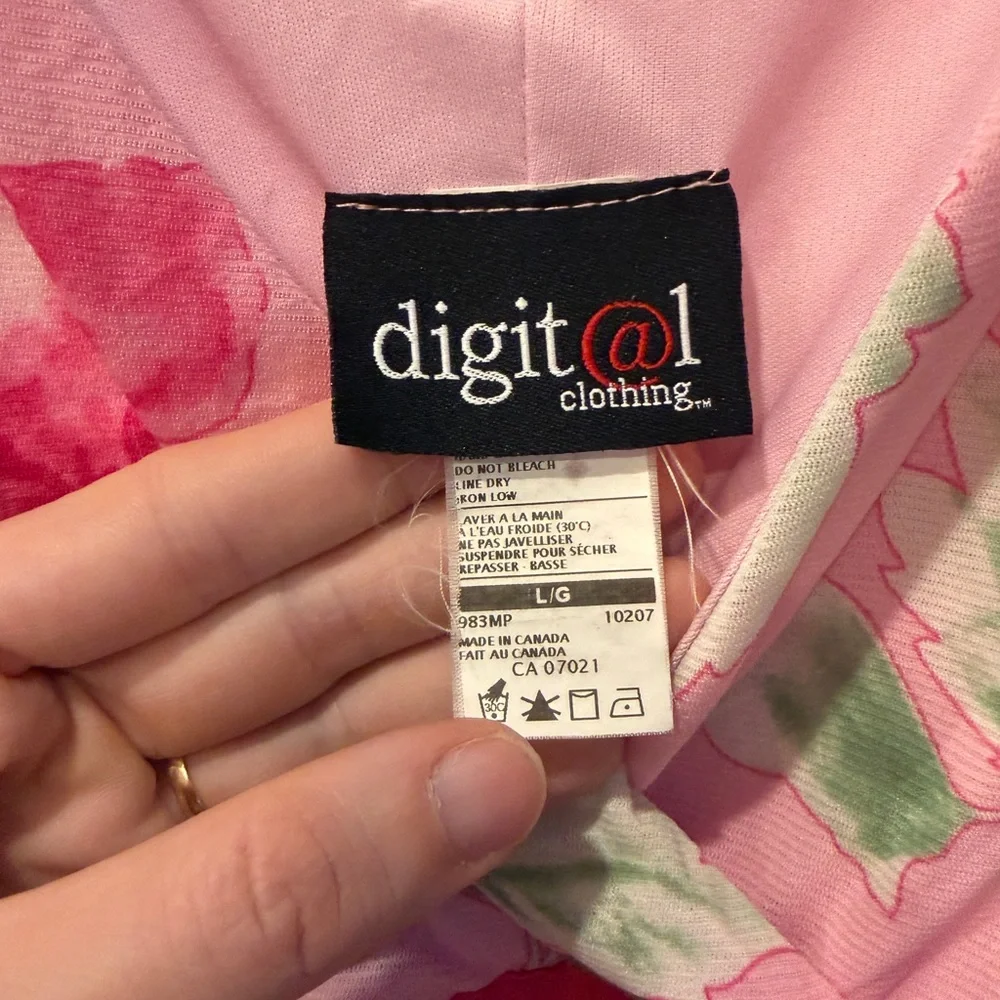 digit@l
clothing™
DO NOT BLEACH
LINE DRY
IRON LOW
LAVER A LA MAIN
À L'EAU FROIDE (30°C)
NE PAS JAVELLISER
SUSPENDRE POUR SÉCHER
REPASSER - BASSE
L/G
983MP 10207
MADE IN CANADA
FAIT AU CANADA
CA 07021
30C